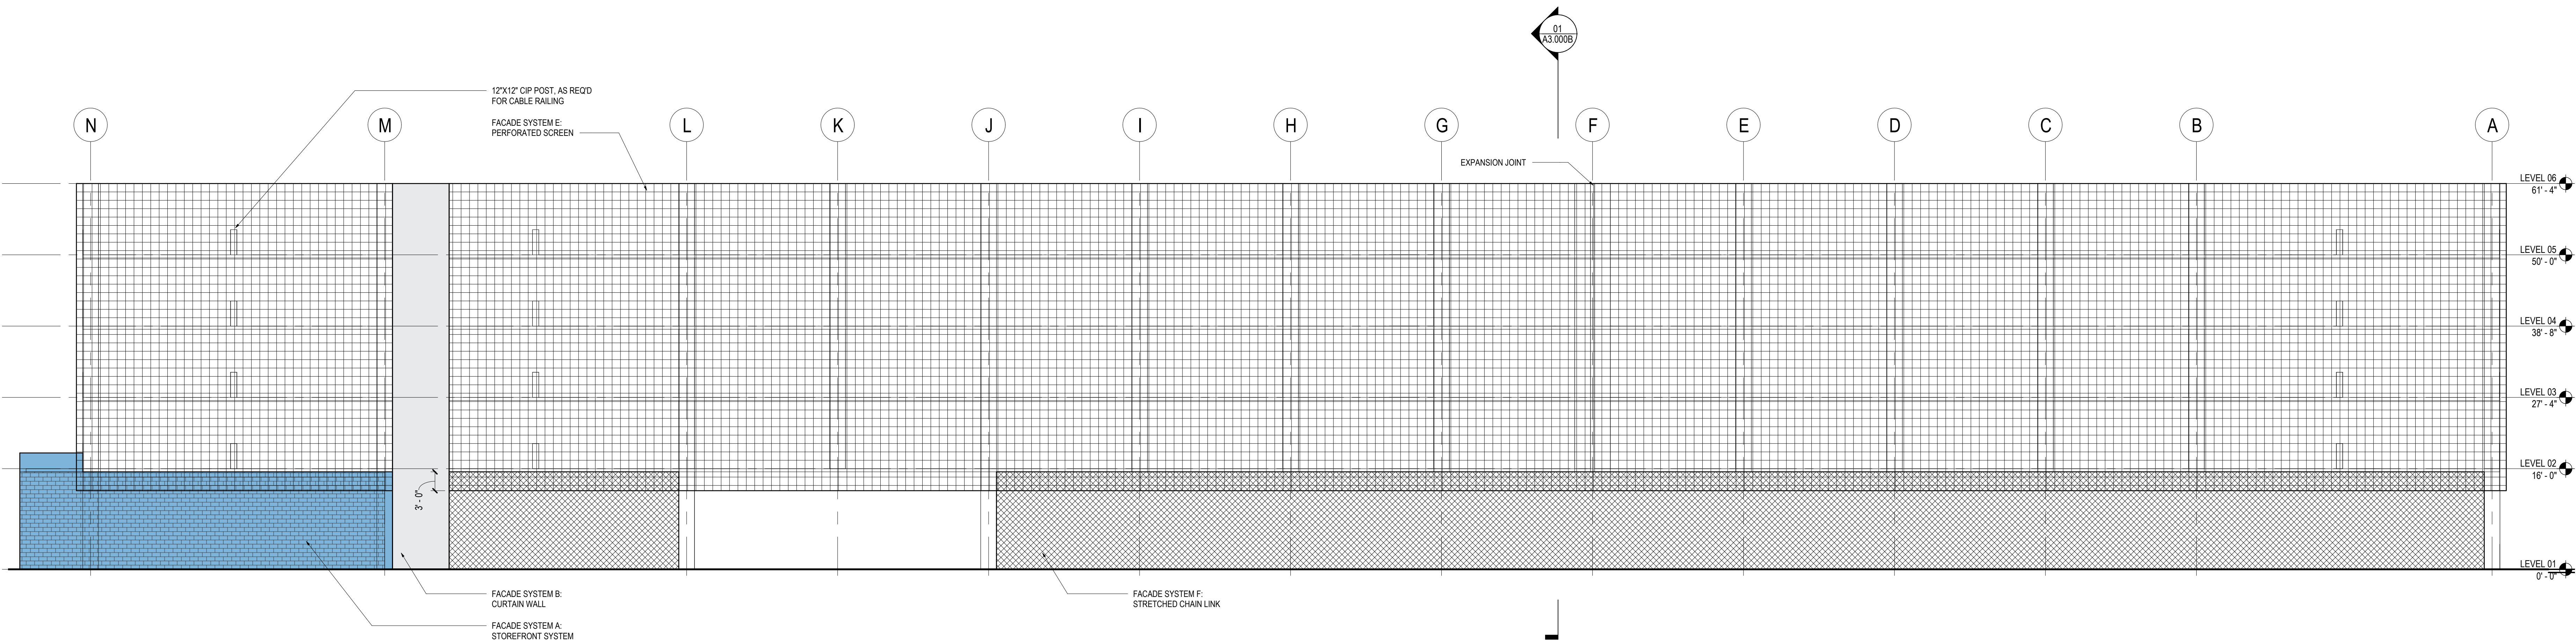 01
A3.000B
12"X12" CIP POST, AS REQ'D
FOR CABLE RAILING
FACADE SYSTEM E:
PERFORATED SCREEN
N
M
L
K
J
I
H
G
F
E
D
C
B
A
EXPANSION JOINT
LEVEL 06
61' - 4"
LEVEL 05
50' - 0"
LEVEL 04
38' - 8"
LEVEL 03
27' - 4"
LEVEL 02
16' - 0"
3' - 0"
LEVEL 01
0' - 0"
FACADE SYSTEM B:
CURTAIN WALL
FACADE SYSTEM F:
STRETCHED CHAIN LINK
FACADE SYSTEM A:
STOREFRONT SYSTEM